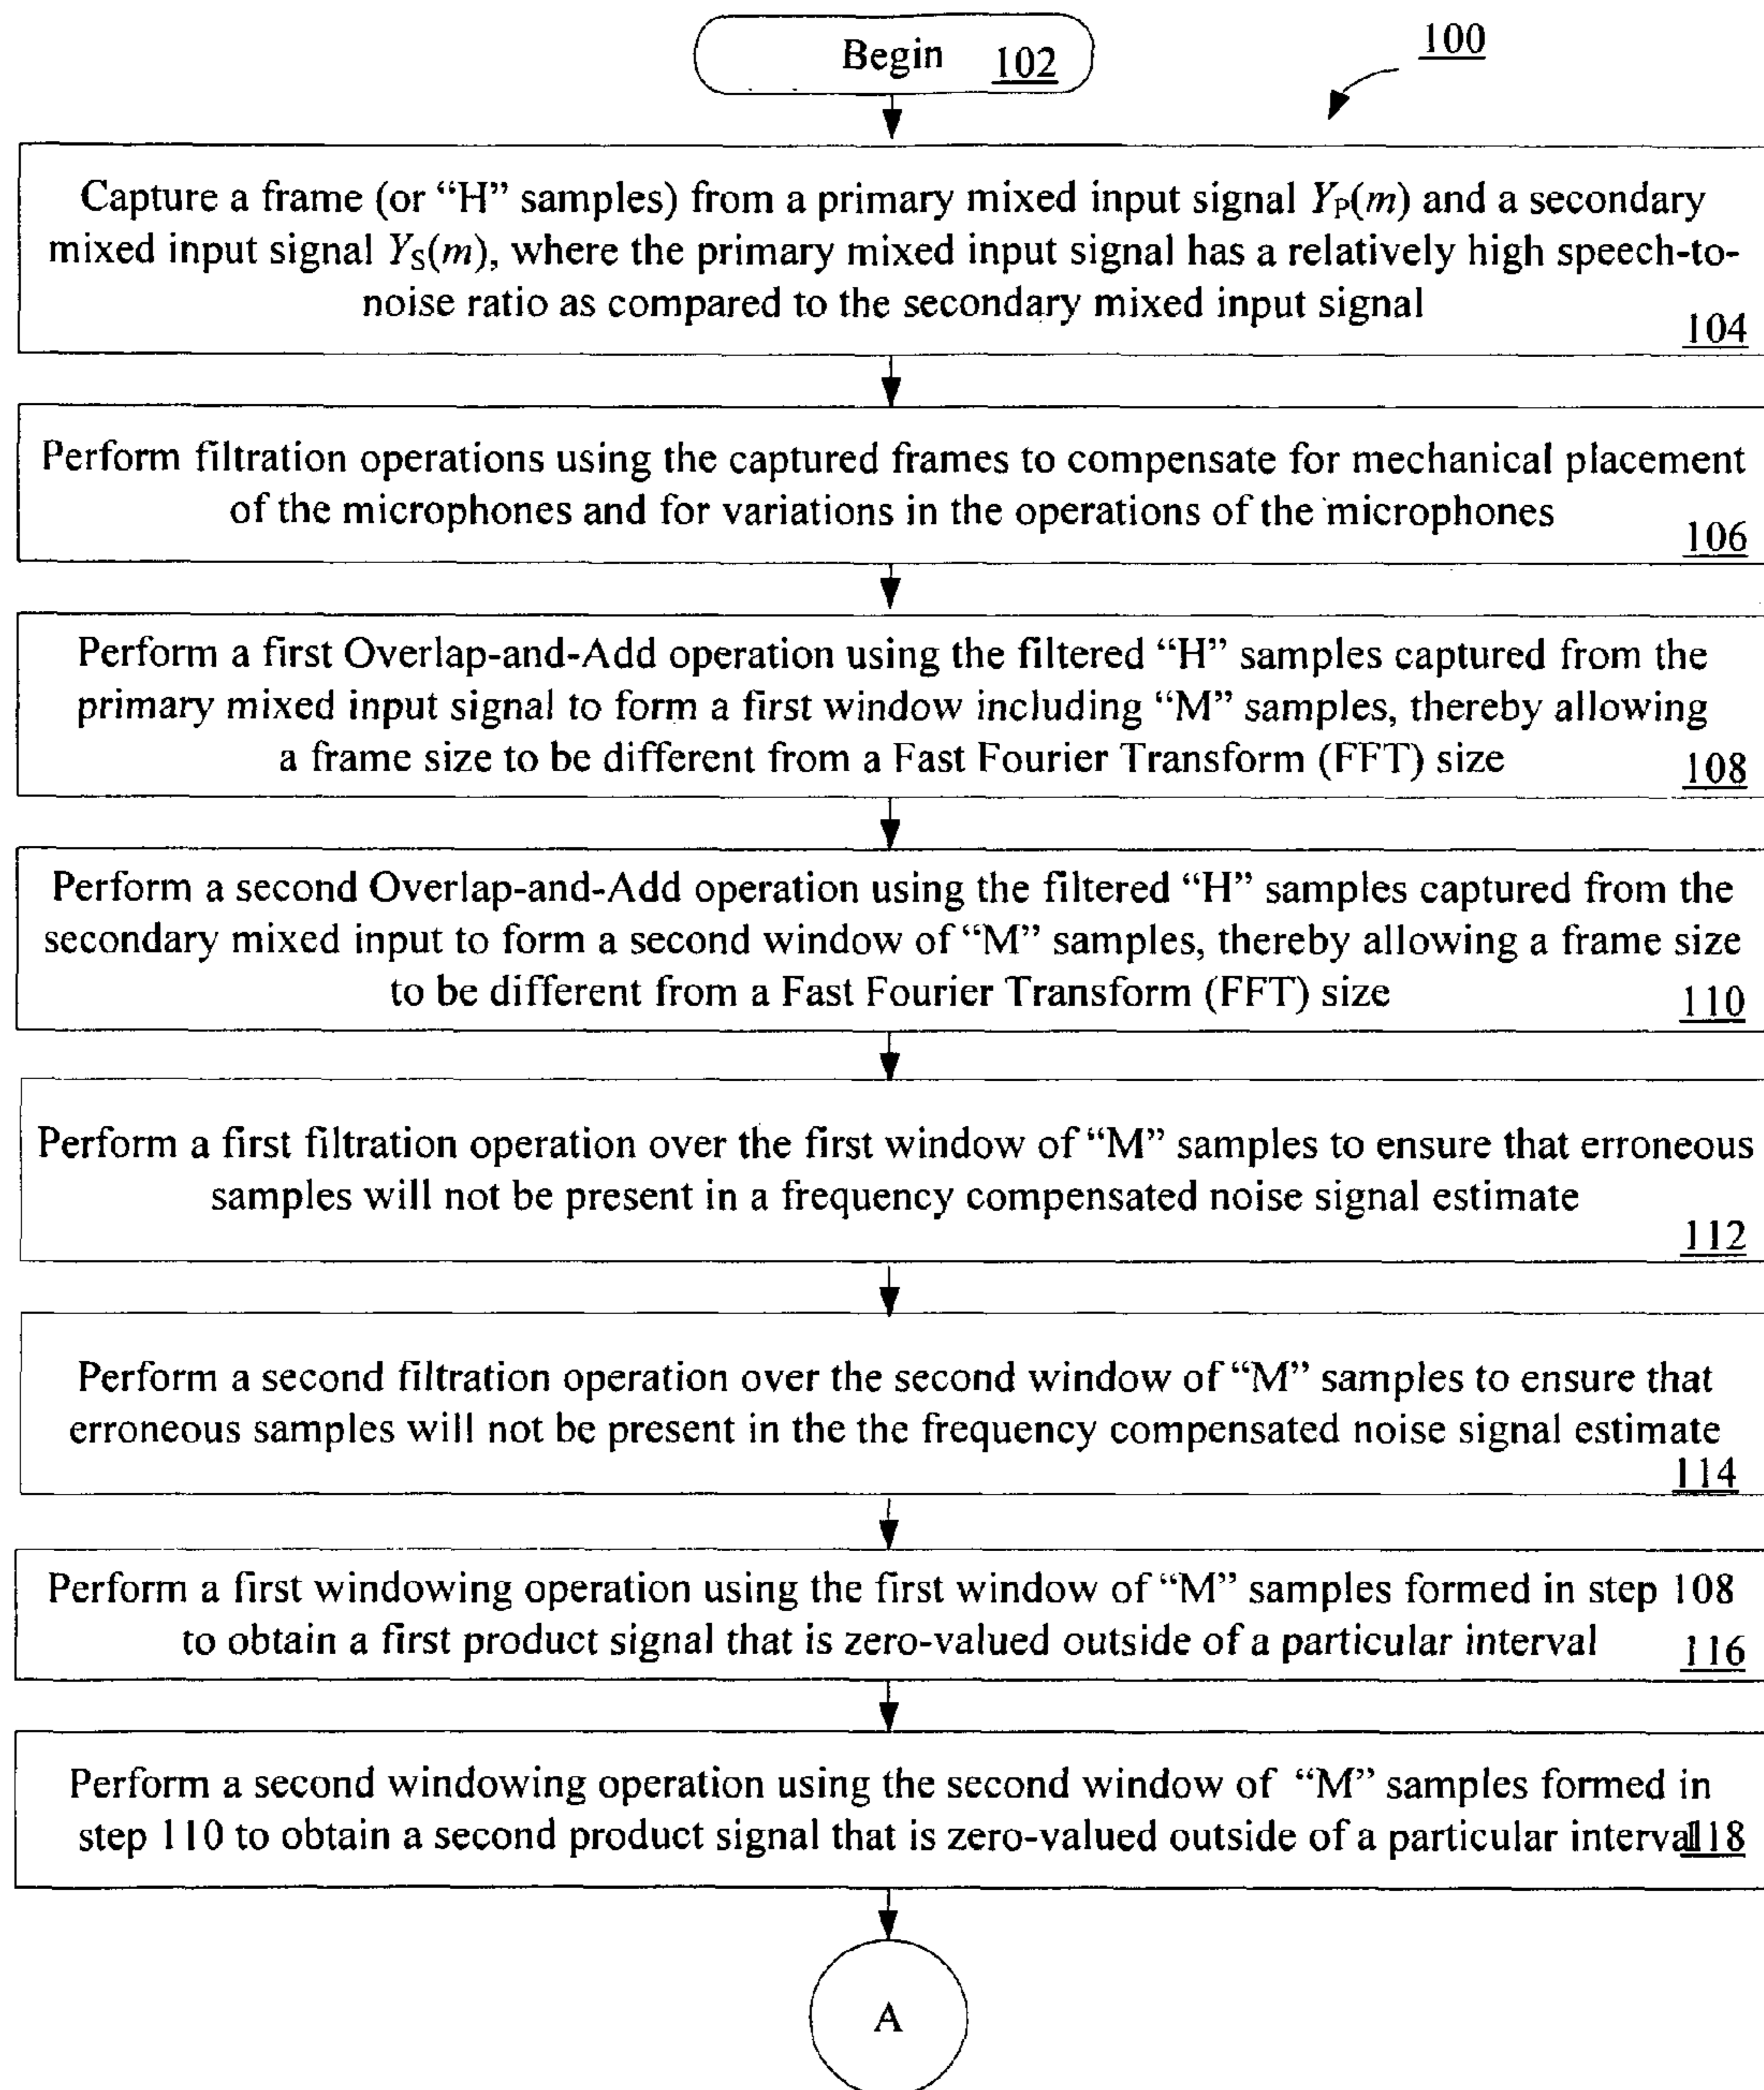 Begin 102
100
Capture a frame (or “H” samples) from a primary mixed input signal YP(m) and a secondary
mixed input signal YS(m), where the primary mixed input signal has a relatively high speech-to-
noise ratio as compared to the secondary mixed input signal
104
Perform filtration operations using the captured frames to compensate for mechanical placement
of the microphones and for variations in the operations of the microphones
106
Perform a first Overlap-and-Add operation using the filtered “H” samples captured from the
primary mixed input signal to form a first window including “M” samples, thereby allowing
a frame size to be different from a Fast Fourier Transform (FFT) size
108
Perform a second Overlap-and-Add operation using the filtered “H” samples captured from the
secondary mixed input to form a second window of “M” samples, thereby allowing a frame size
to be different from a Fast Fourier Transform (FFT) size
110
Perform a first filtration operation over the first window of “M” samples to ensure that erroneous
samples will not be present in a frequency compensated noise signal estimate
112
Perform a second filtration operation over the second window of “M” samples to ensure that
erroneous samples will not be present in the the frequency compensated noise signal estimate
114
Perform a first windowing operation using the first window of “M” samples formed in step 108
to obtain a first product signal that is zero-valued outside of a particular interval
116
Perform a second windowing operation using the second window of “M” samples formed in
step 110 to obtain a second product signal that is zero-valued outside of a particular interval
118
A